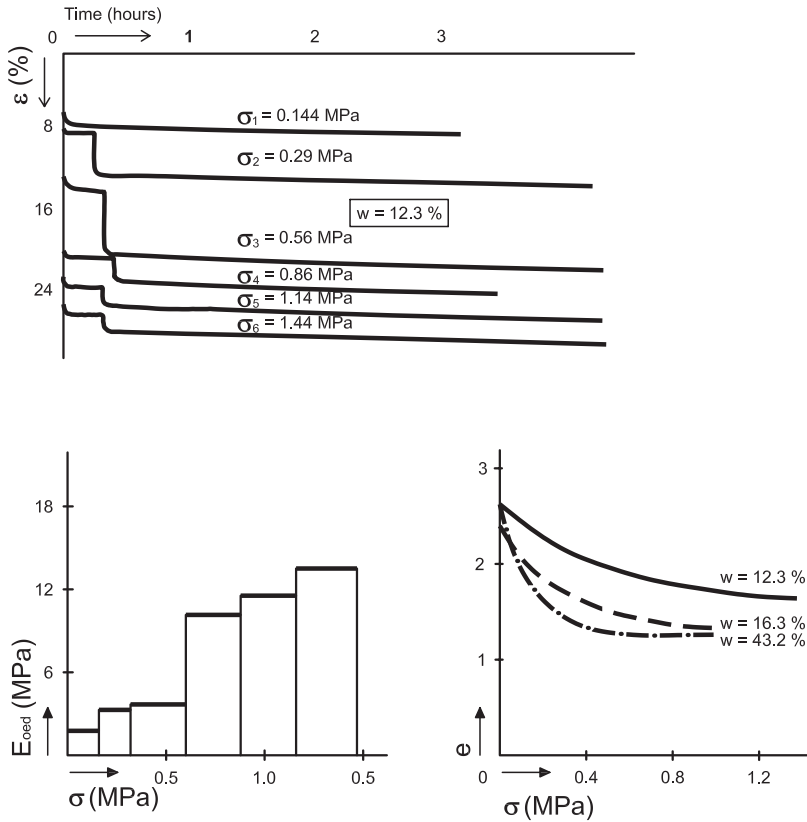 Time (hours)
0 1 2 3
ε (%)
8
16
24
σ1 = 0.144 MPa
σ2 = 0.29 MPa
w = 12.3 %
σ3 = 0.56 MPa
σ4 = 0.86 MPa
σ5 = 1.14 MPa
σ6 = 1.44 MPa
18
12
6
Eoed (MPa)
0.5 1.0 0.5
σ (MPa)
3
2
1
e
w = 12.3 %
w = 16.3 %
w = 43.2 %
0 0.4 0.8 1.2
σ (MPa)